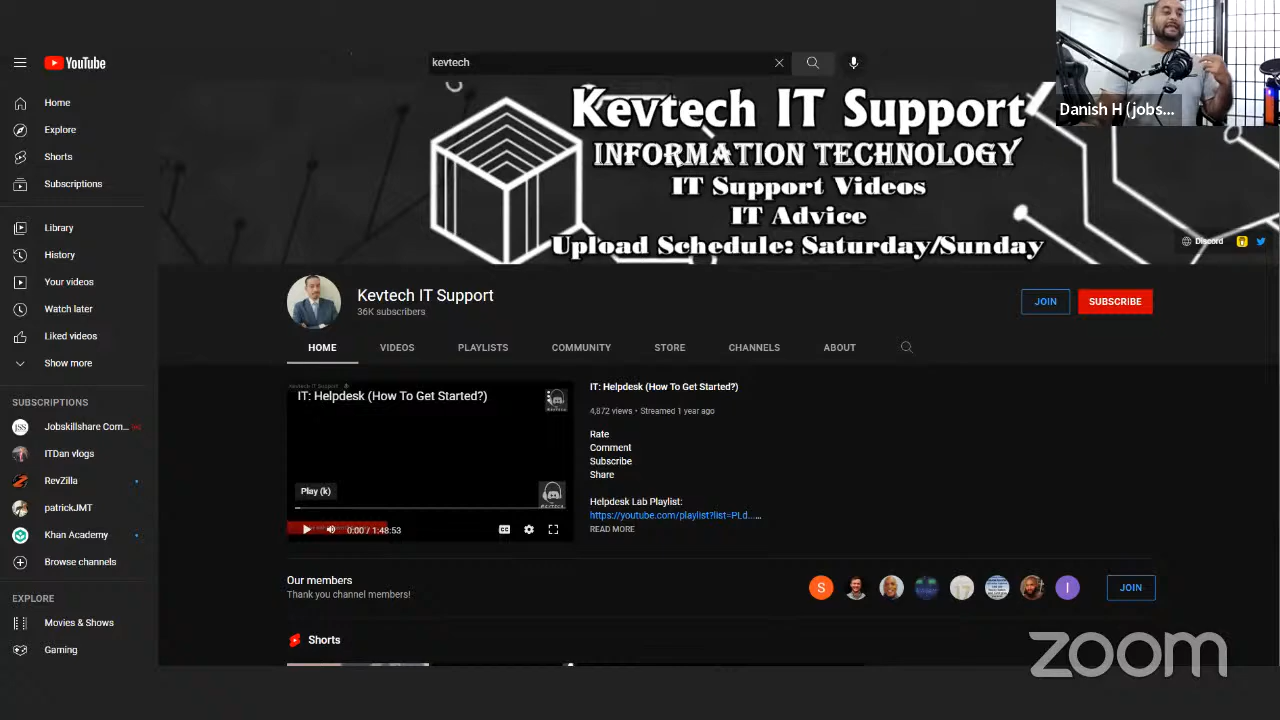 YouTube
kevtech
Danish H (jobs...
Home
Explore
Shorts
Subscriptions
Library
History
Your videos
Watch later
Liked videos
Show more
SUBSCRIPTIONS
Jobskillshare Com...
ITDan vlogs
RevZilla
patrickJMT
Khan Academy
Browse channels
EXPLORE
Movies & Shows
Gaming
Kevtech IT Support
INFORMATION TECHNOLOGY
IT Support Videos
IT Advice
Upload Schedule: Saturday/Sunday
Discord
Kevtech IT Support
36K subscribers
JOIN
SUBSCRIBE
HOME
VIDEOS
PLAYLISTS
COMMUNITY
STORE
CHANNELS
ABOUT
IT: Helpdesk (How To Get Started?)
Play (k)
0:00 / 1:48:53
IT: Helpdesk (How To Get Started?)
4,872 views • Streamed 1 year ago
Rate
Comment
Subscribe
Share
Helpdesk Lab Playlist:
https://youtube.com/playlist?list=PLd......
READ MORE
Our members
Thank you channel members!
S
I
JOIN
Shorts
zoom